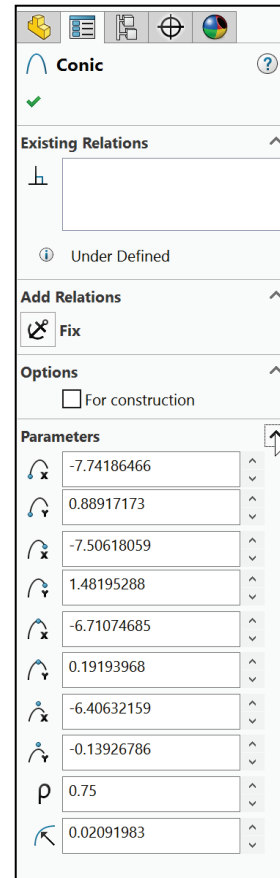 Conic
?
Existing Relations
Under Defined
Add Relations
Fix
Options
For construction
Parameters
X -7.74186466
Y 0.88917173
X -7.50618059
Y 1.48195288
X -6.71074685
Y 0.19193968
X -6.40632159
Y -0.13926786
ρ 0.75
0.02091983